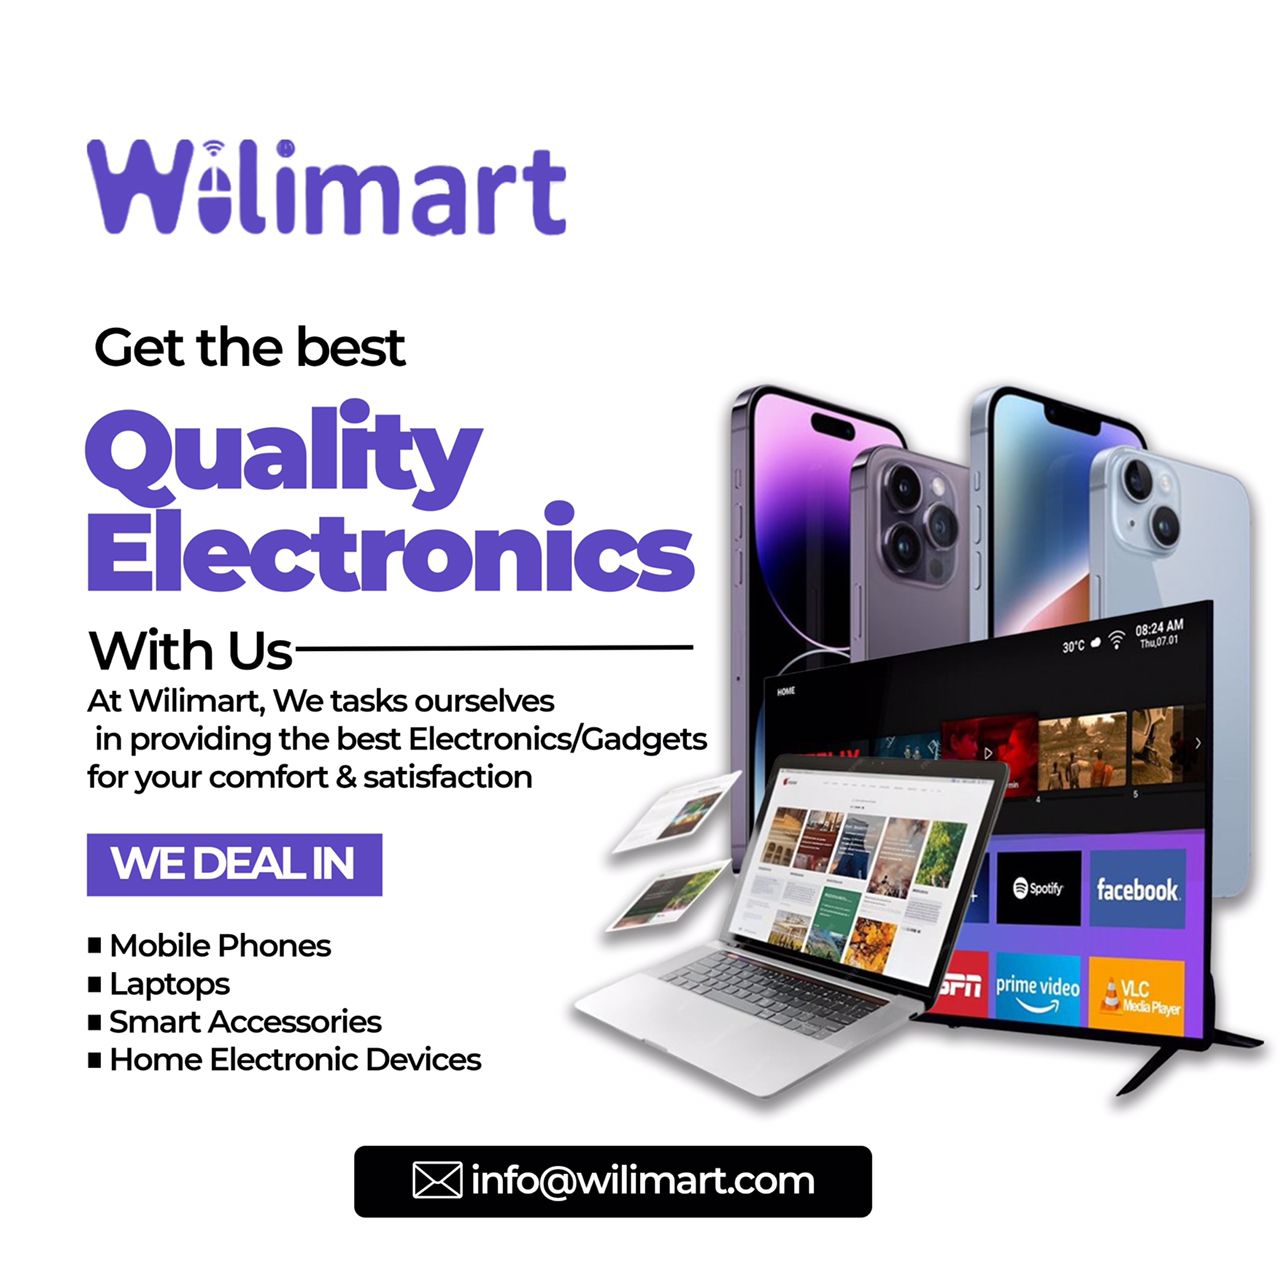 Wilimart
Get the best
Quality
Electronics
With Us
At Wilimart, We tasks ourselves
in providing the best Electronics/Gadgets
for your comfort & satisfaction
WE DEAL IN
Mobile Phones
Laptops
Smart Accessories
Home Electronic Devices
30°C
08:24 AM
Thu,07.01
HOME
4
5
Spotify
facebook.
prime video
VLC
Media Player
info@wilimart.com